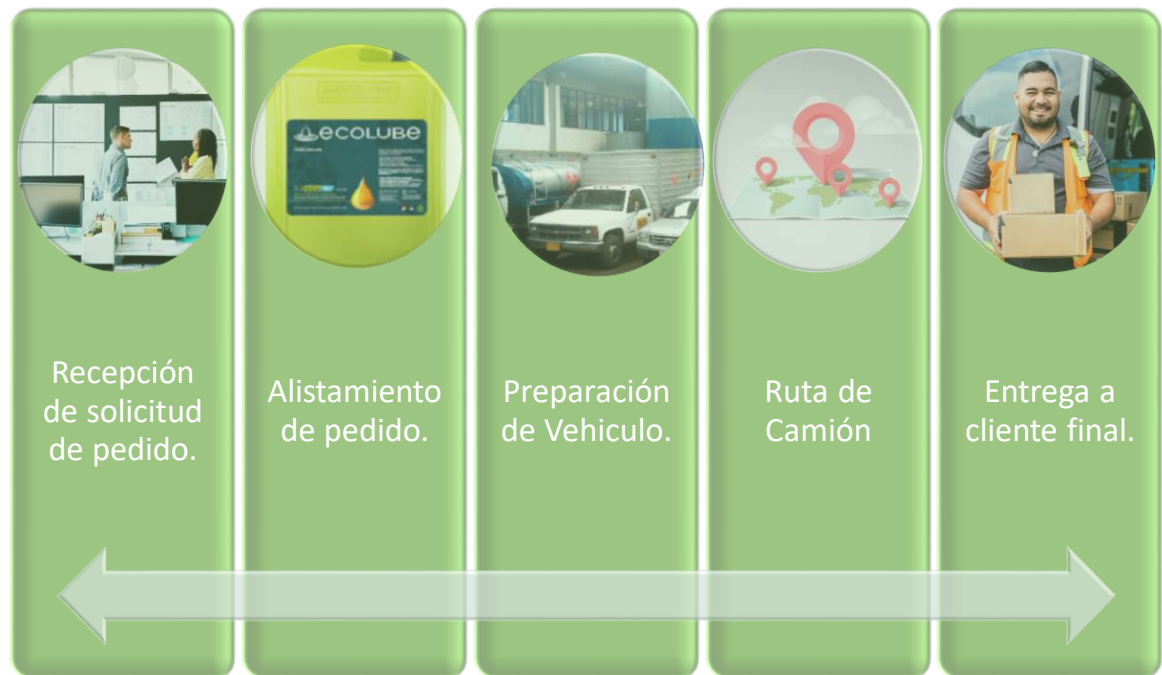 ecolube
Recepción
de solicitud
de pedido.
Alistamiento
de pedido.
Preparación
de Vehiculo.
Ruta de
Camión
Entrega a
cliente final.